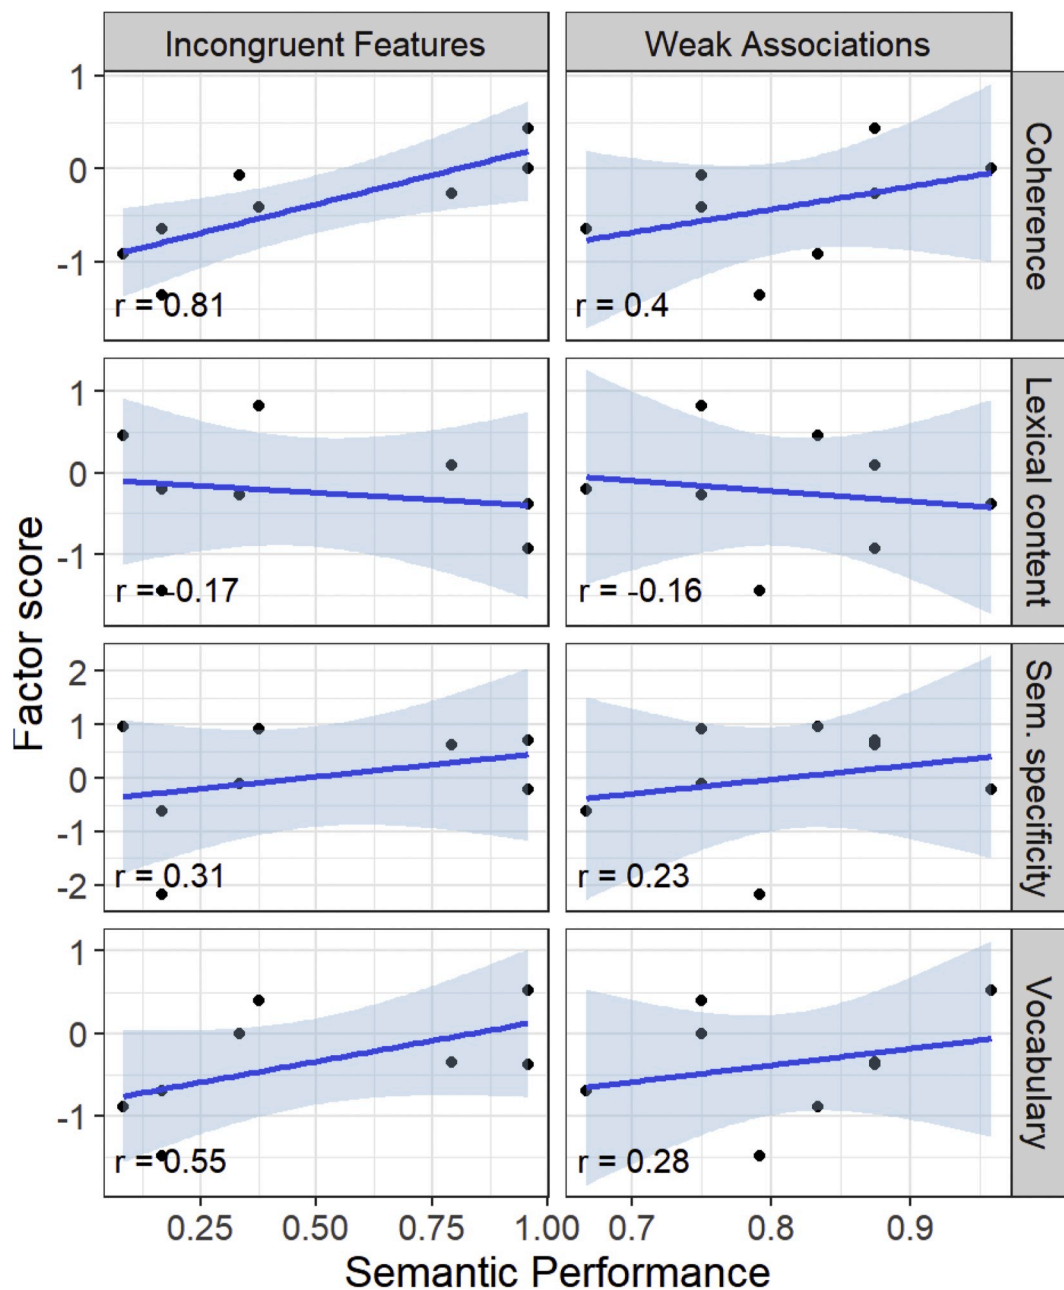 Incongruent Features
Weak Associations
1
0
-1
r = 0.81
r = 0.4
Coherence
1
0
-1
r = -0.17
r = -0.16
Lexical content
2
1
0
-1
-2
r = 0.31
r = 0.23
Sem. specificity
1
0
-1
r = 0.55
r = 0.28
Vocabulary
Factor score
0.25 0.50 0.75 1.00
0.7 0.8 0.9
Semantic Performance